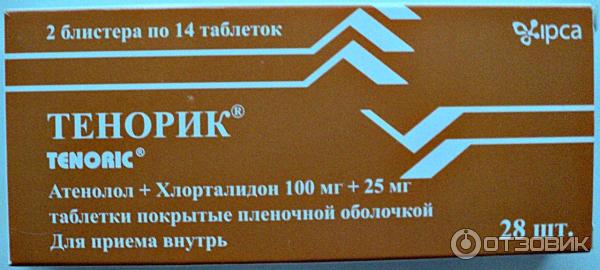 2 блистера по 14 таблеток
ipca
ТЕНОРИК®
TENORIC®
Атенолол + Хлорталидон 100 мг + 25 мг
таблетки покрытые пленочной оболочкой
Для приема внутрь
28 шт.
ОТЗОВИК